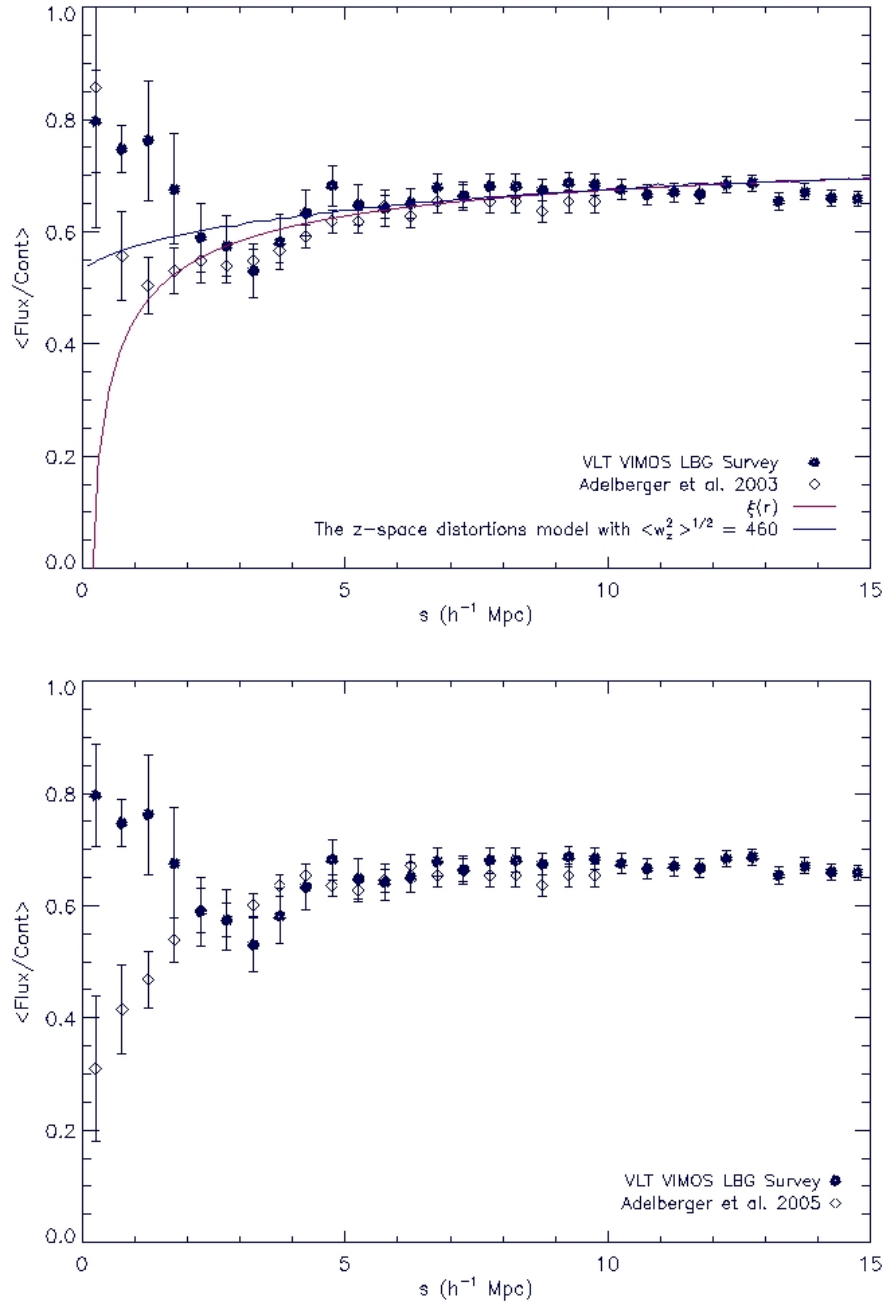 1.0
0.8
0.6
0.4
0.2
0.0
<Flux/Cont>
VLT VIMOS LBG Survey
Adelberger et al. 2003
ξ(r)
The z-space distortions model with <w_z^2>^1/2 = 460
0 5 10 15
s (h^-1 Mpc)
1.0
0.8
0.6
0.4
0.2
0.0
<Flux/Cont>
VLT VIMOS LBG Survey
Adelberger et al. 2005
0 5 10 15
s (h^-1 Mpc)